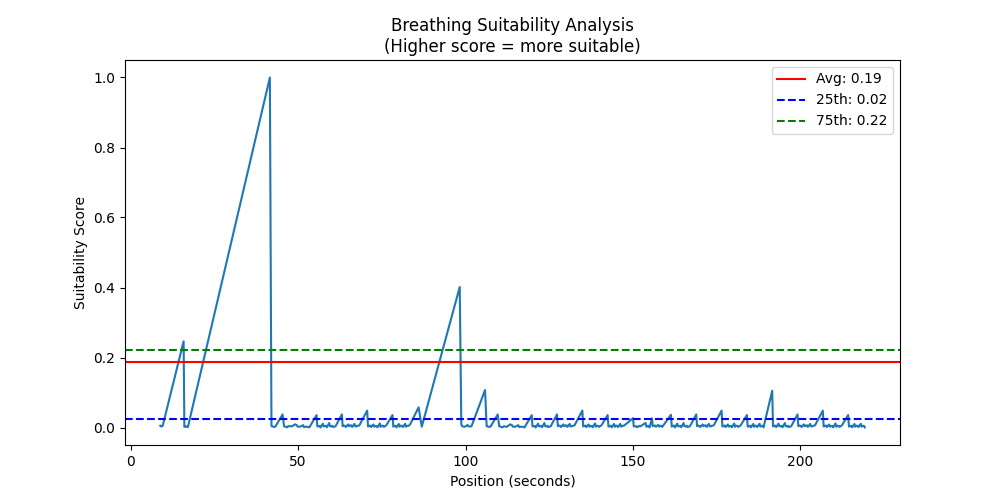 Breathing Suitability Analysis
(Higher score = more suitable)
Avg: 0.19
25th: 0.02
75th: 0.22
Suitability Score
1.0
0.8
0.6
0.4
0.2
0.0
0
50
100
150
200
Position (seconds)